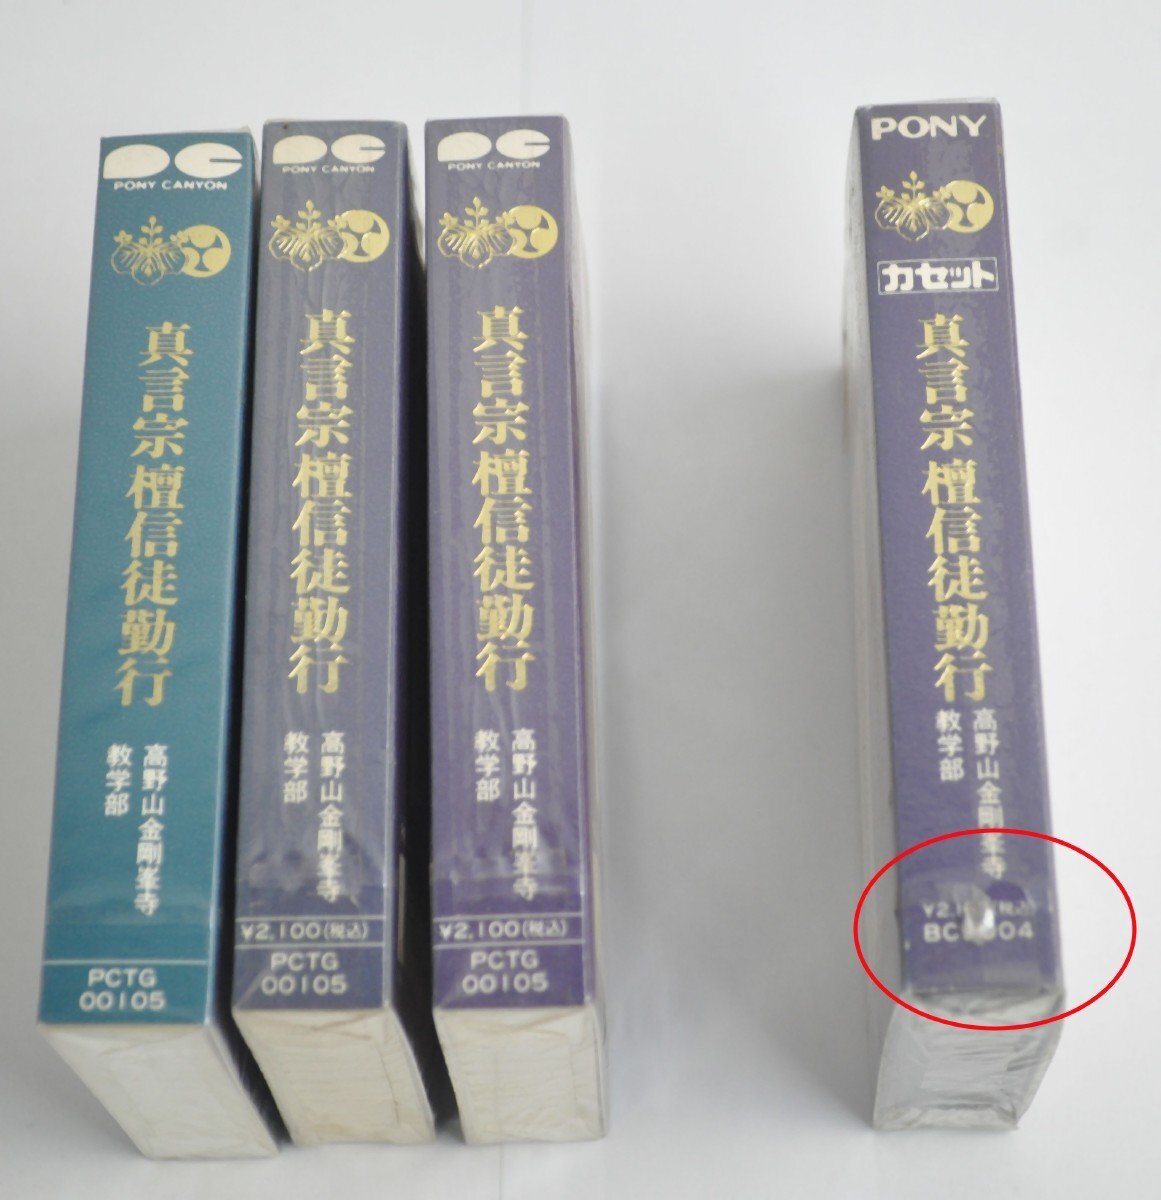 PONY CANYON
真言宗 檀信徒勤行
高野山金剛峯寺
教学部
PCTG
00105
PONY CANYON
真言宗 檀信徒勤行
高野山金剛峯寺
教学部
¥2,100(税込)
PCTG
00105
PONY CANYON
真言宗 檀信徒勤行
高野山金剛峯寺
教学部
¥2,100(税込)
PCTG
00105
PONY
カセット
真言宗 檀信徒勤行
高野山金剛峯寺
教学部
(税込)